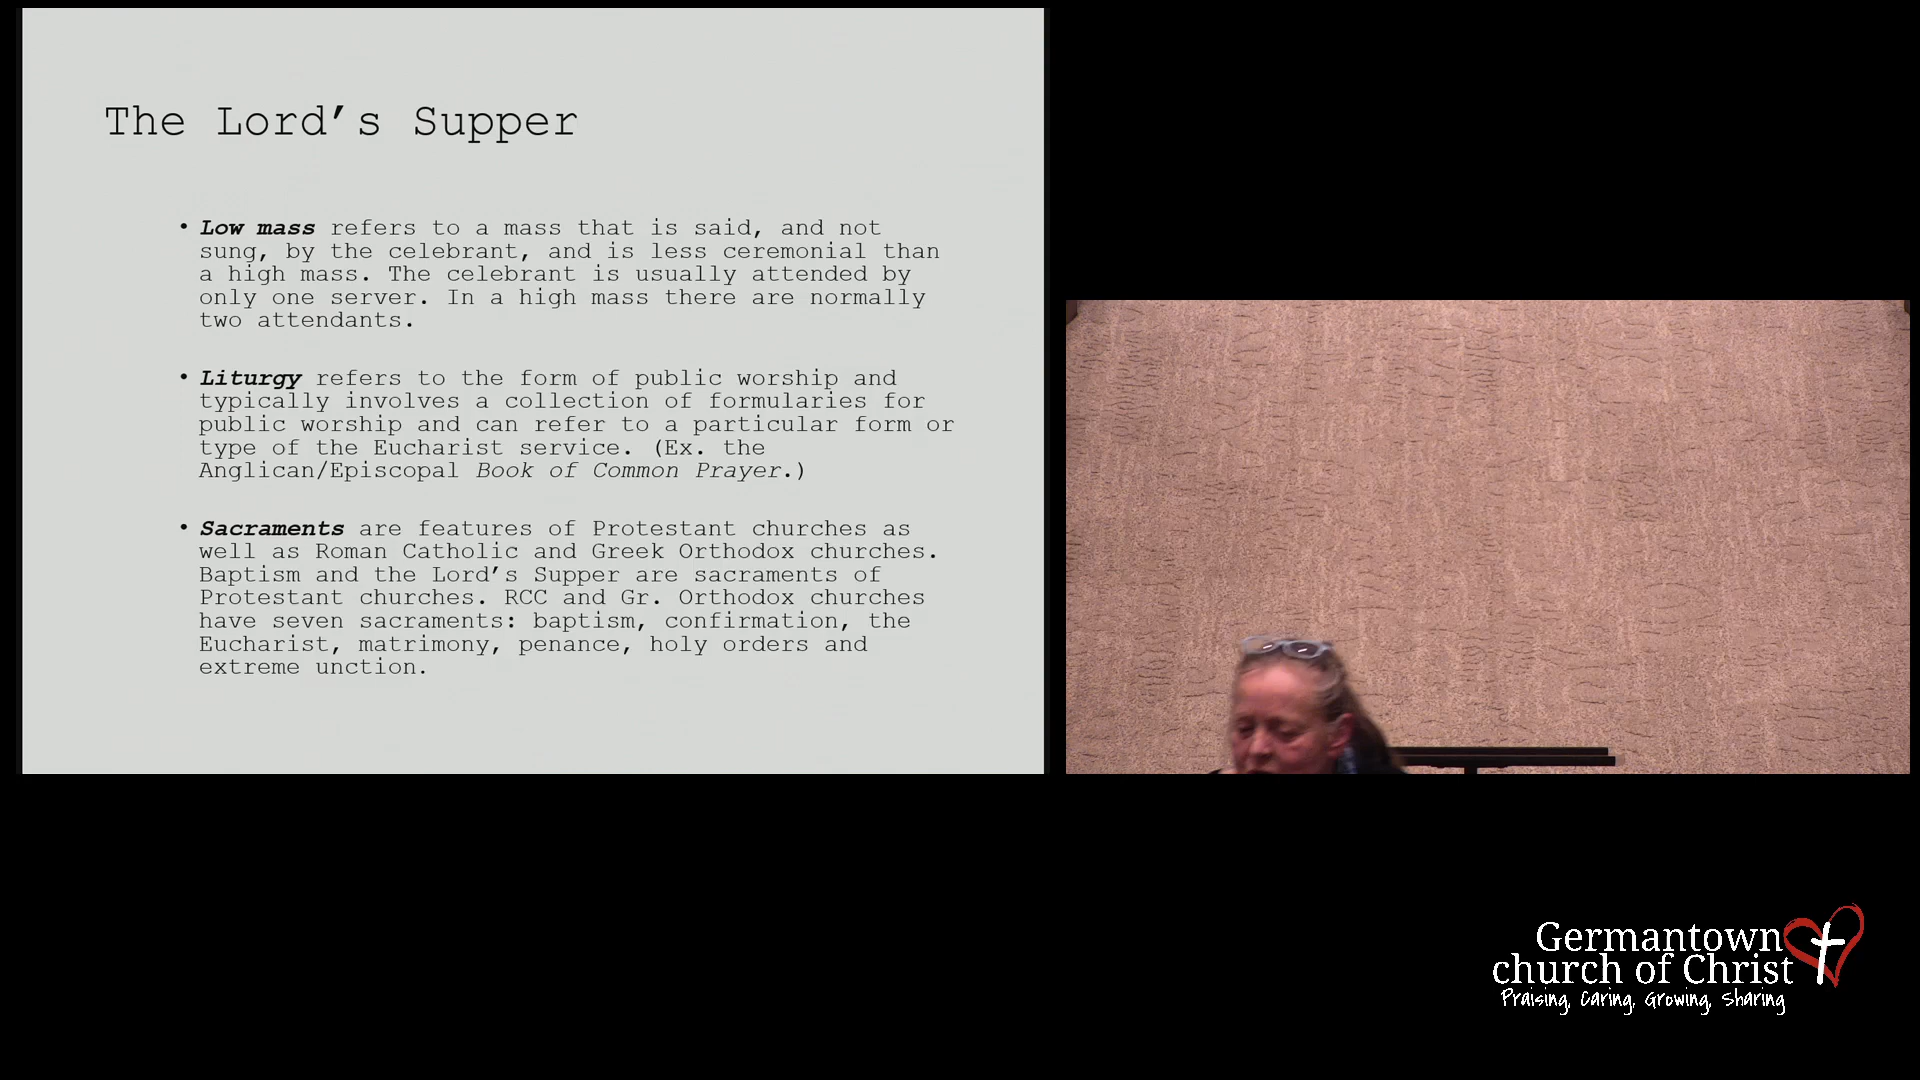 The Lord’s Supper
• Low mass refers to a mass that is said, and not
sung, by the celebrant, and is less ceremonial than
a high mass. The celebrant is usually attended by
only one server. In a high mass there are normally
two attendants.
• Liturgy refers to the form of public worship and
typically involves a collection of formularies for
public worship and can refer to a particular form or
type of the Eucharist service. (Ex. the
Anglican/Episcopal Book of Common Prayer.)
• Sacraments are features of Protestant churches as
well as Roman Catholic and Greek Orthodox churches.
Baptism and the Lord’s Supper are sacraments of
Protestant churches. RCC and Gr. Orthodox churches
have seven sacraments: baptism, confirmation, the
Eucharist, matrimony, penance, holy orders and
extreme unction.
Germantown
church of Christ
Praising, Caring, Growing, Sharing